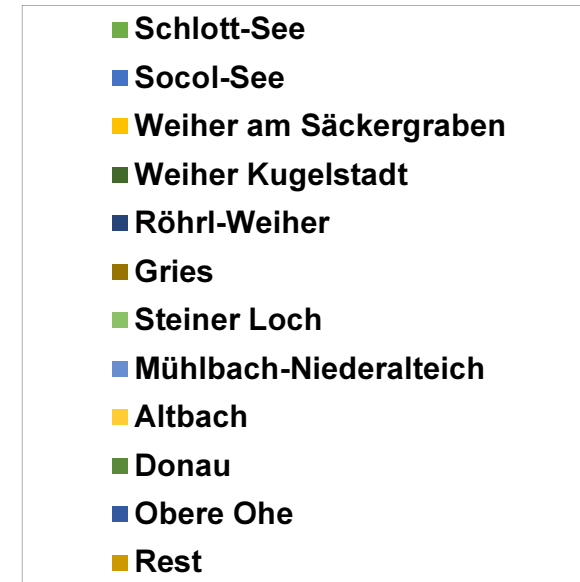 Schlott-See
Socol-See
Weiher am Säckergraben
Weiher Kugelstadt
Röhrl-Weiher
Gries
Steiner Loch
Mühlbach-Niederalteich
Altbach
Donau
Obere Ohe
Rest